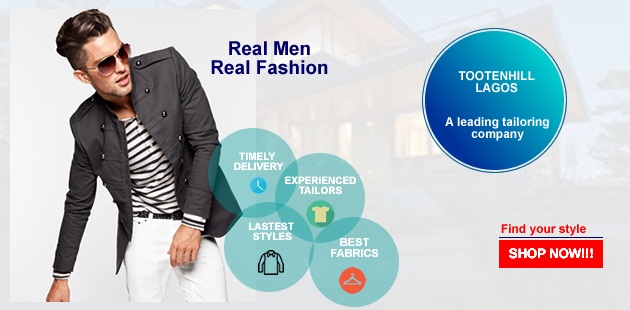 Real Men
Real Fashion
TOOTENHILL
LAGOS
A leading tailoring
company
TIMELY
DELIVERY
EXPERIENCED
TAILORS
LASTEST
STYLES
BEST
FABRICS
Find your style
SHOP NOW!!!